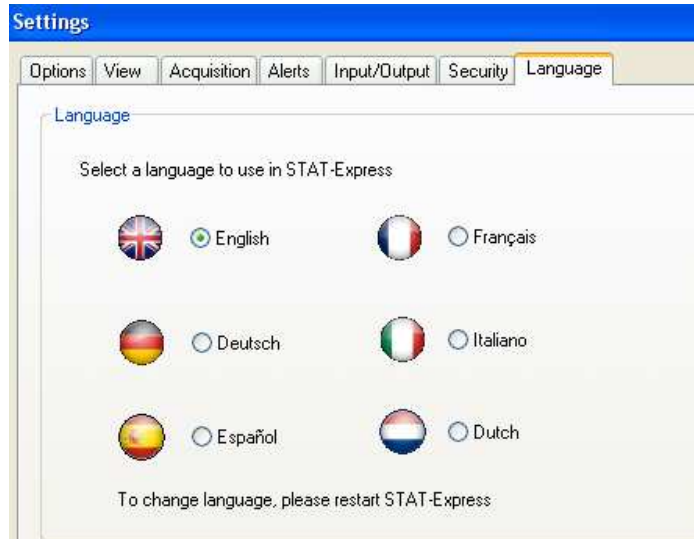 Settings
Options View Acquisition Alerts Input/Output Security Language
Language
Select a language to use in STAT-Express
English Français
Deutsch Italiano
Español Dutch
To change language, please restart STAT-Express